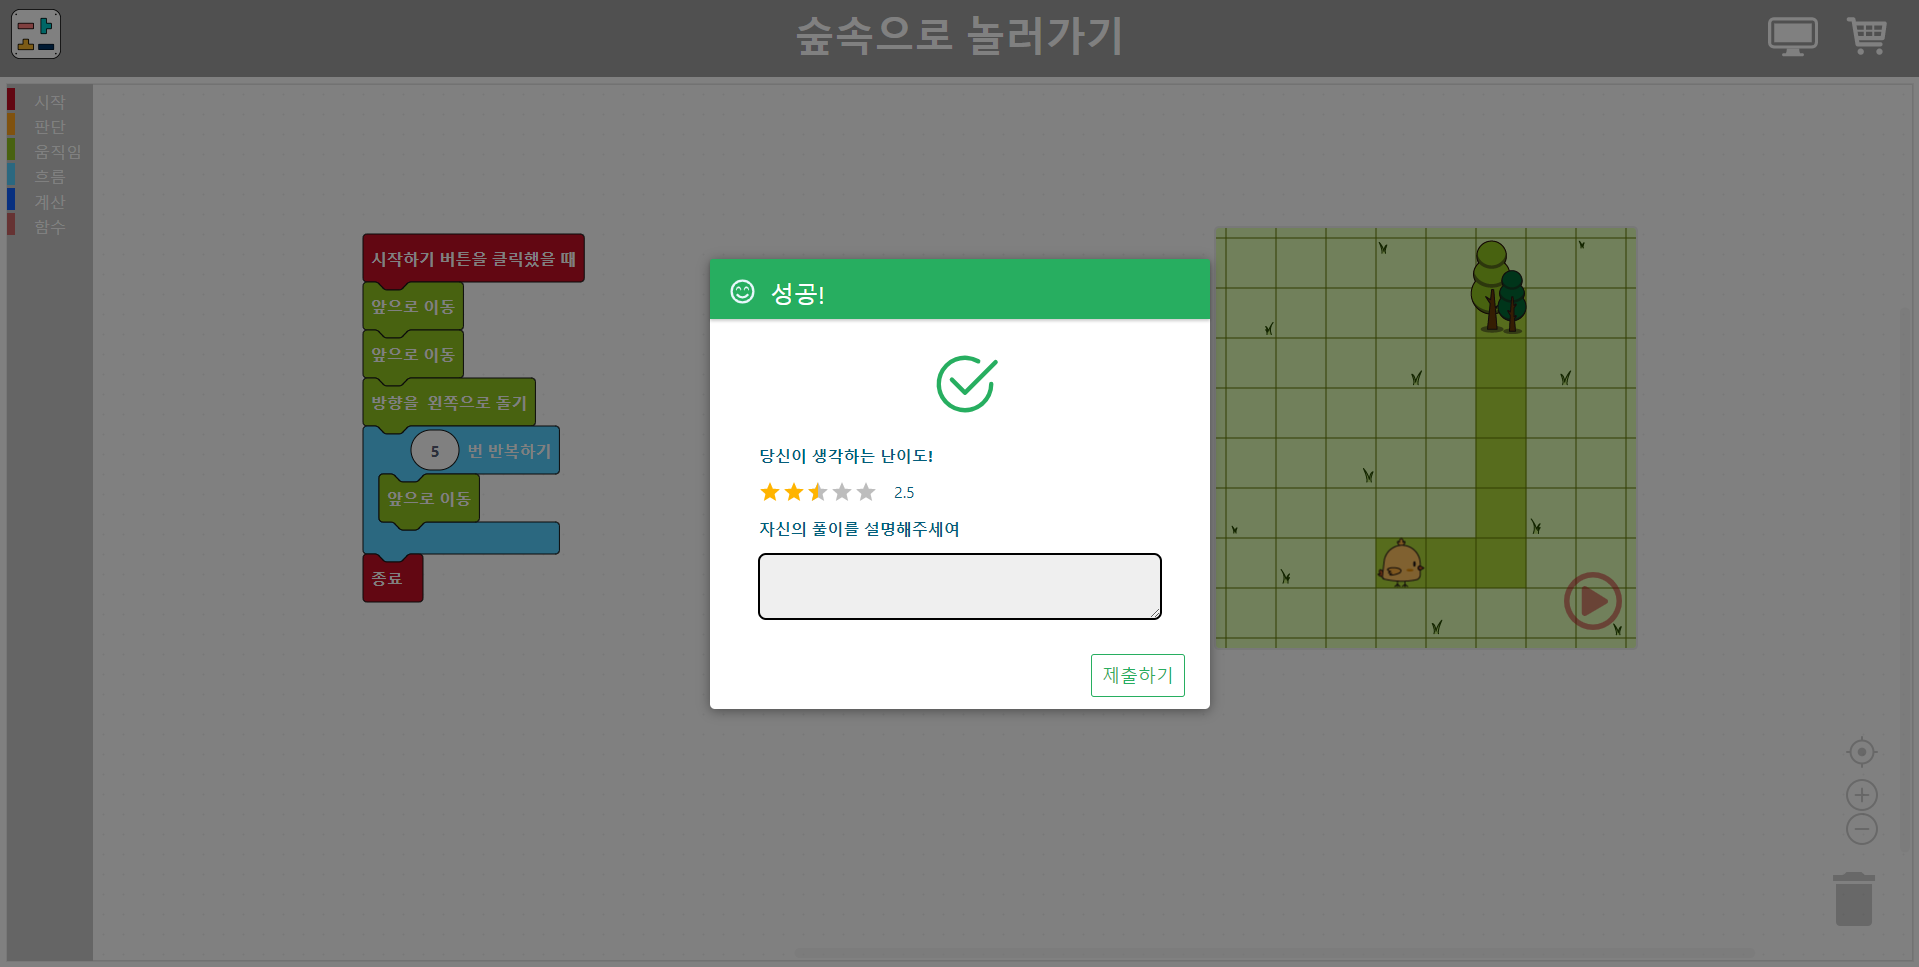 숲속으로 놀러가기
시작
판단
움직임
흐름
계산
함수
시작하기 버튼을 클릭했을 때
앞으로 이동
앞으로 이동
방향을 왼쪽으로 돌기
5 번 반복하기
앞으로 이동
종료
성공!
당신이 생각하는 난이도!
2.5
자신의 풀이를 설명해주세여
제출하기